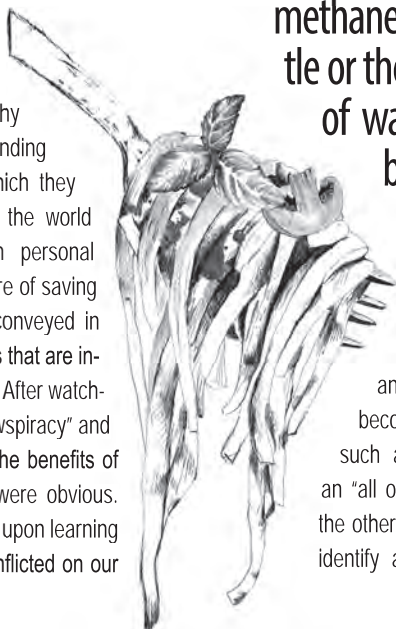 methane
tle or the
of wa
b
hy
nding
hich they
the world
personal
re of saving
conveyed in
s that are in-
After watch-
wspiracy" and
he benefits of
were obvious.
upon learning
nflicted on our
an
beco
such a
an "all o
the other
identify a